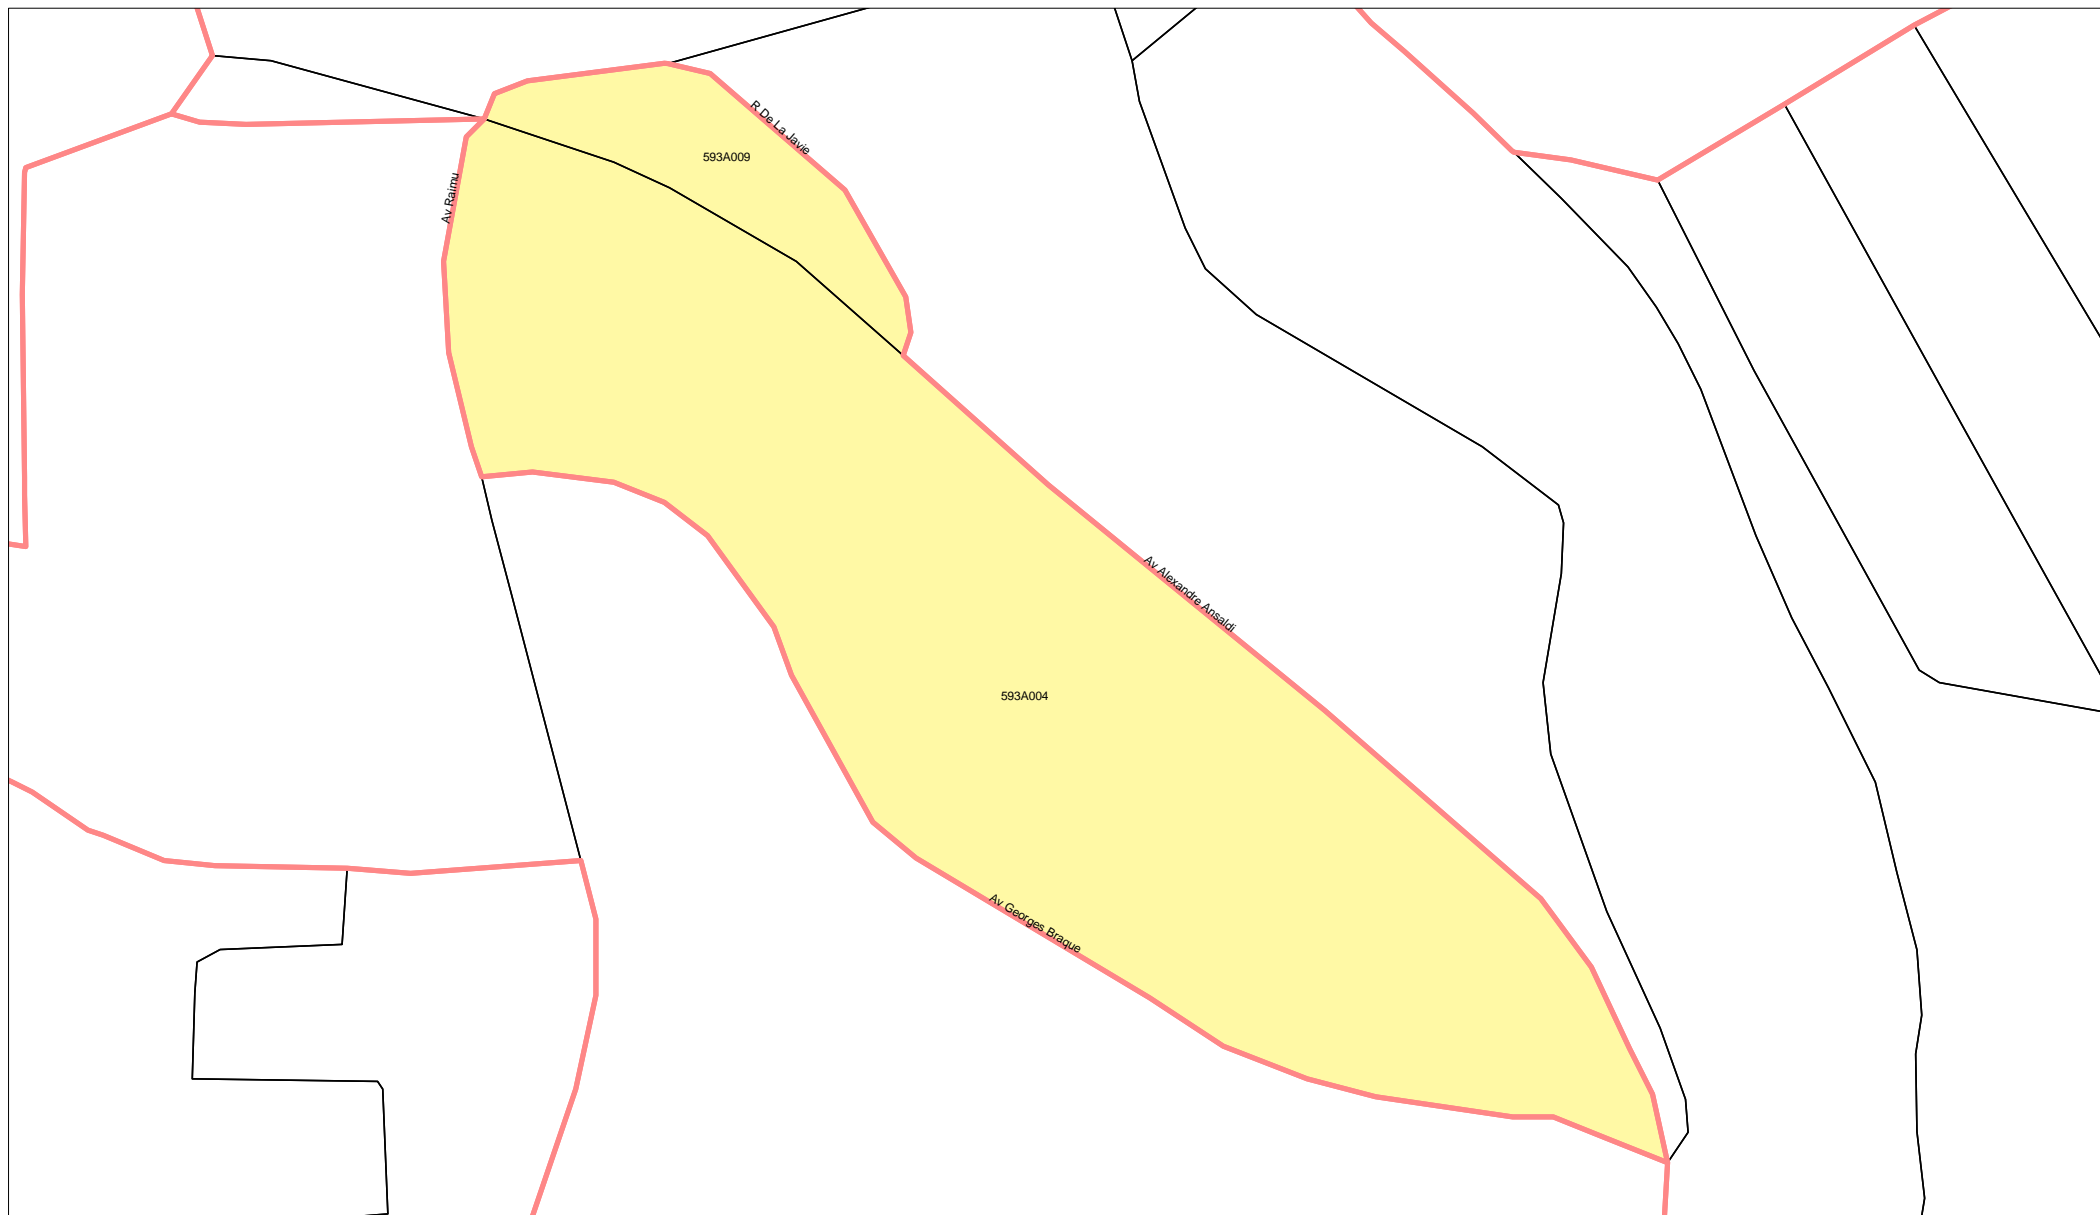 R De La Javie
593A009
Av Raimu
Av Alexandre Ansaldi
593A004
Av Georges Braque